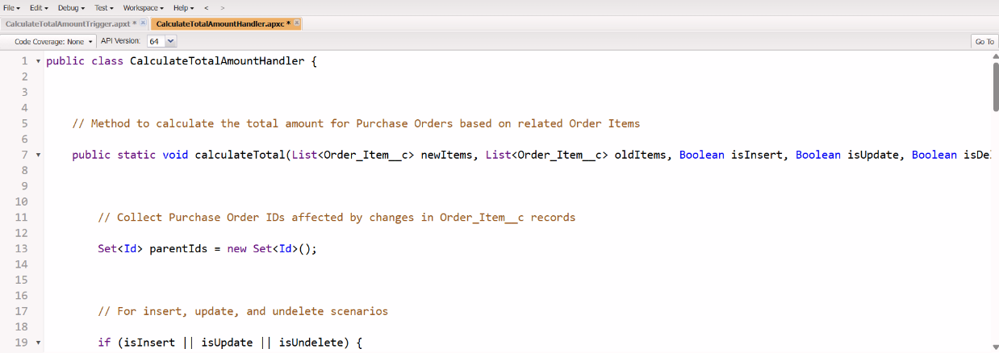 File Edit Debug Test Workspace Help < >
CalculateTotalAmountTrigger.apxt * CalculateTotalAmountHandler.apxc *
Code Coverage: None API Version: 64 Go To
1 public class CalculateTotalAmountHandler {
2
3
4
5 // Method to calculate the total amount for Purchase Orders based on related Order Items
6
7 public static void calculateTotal(List<Order_Item__c> newItems, List<Order_Item__c> oldItems, Boolean isInsert, Boolean isUpdate, Boolean isDe
8
9
10
11 // Collect Purchase Order IDs affected by changes in Order_Item__c records
12
13 Set<Id> parentIds = new Set<Id>();
14
15
16
17 // For insert, update, and undelete scenarios
18
19 if (isInsert || isUpdate || isUndelete) {